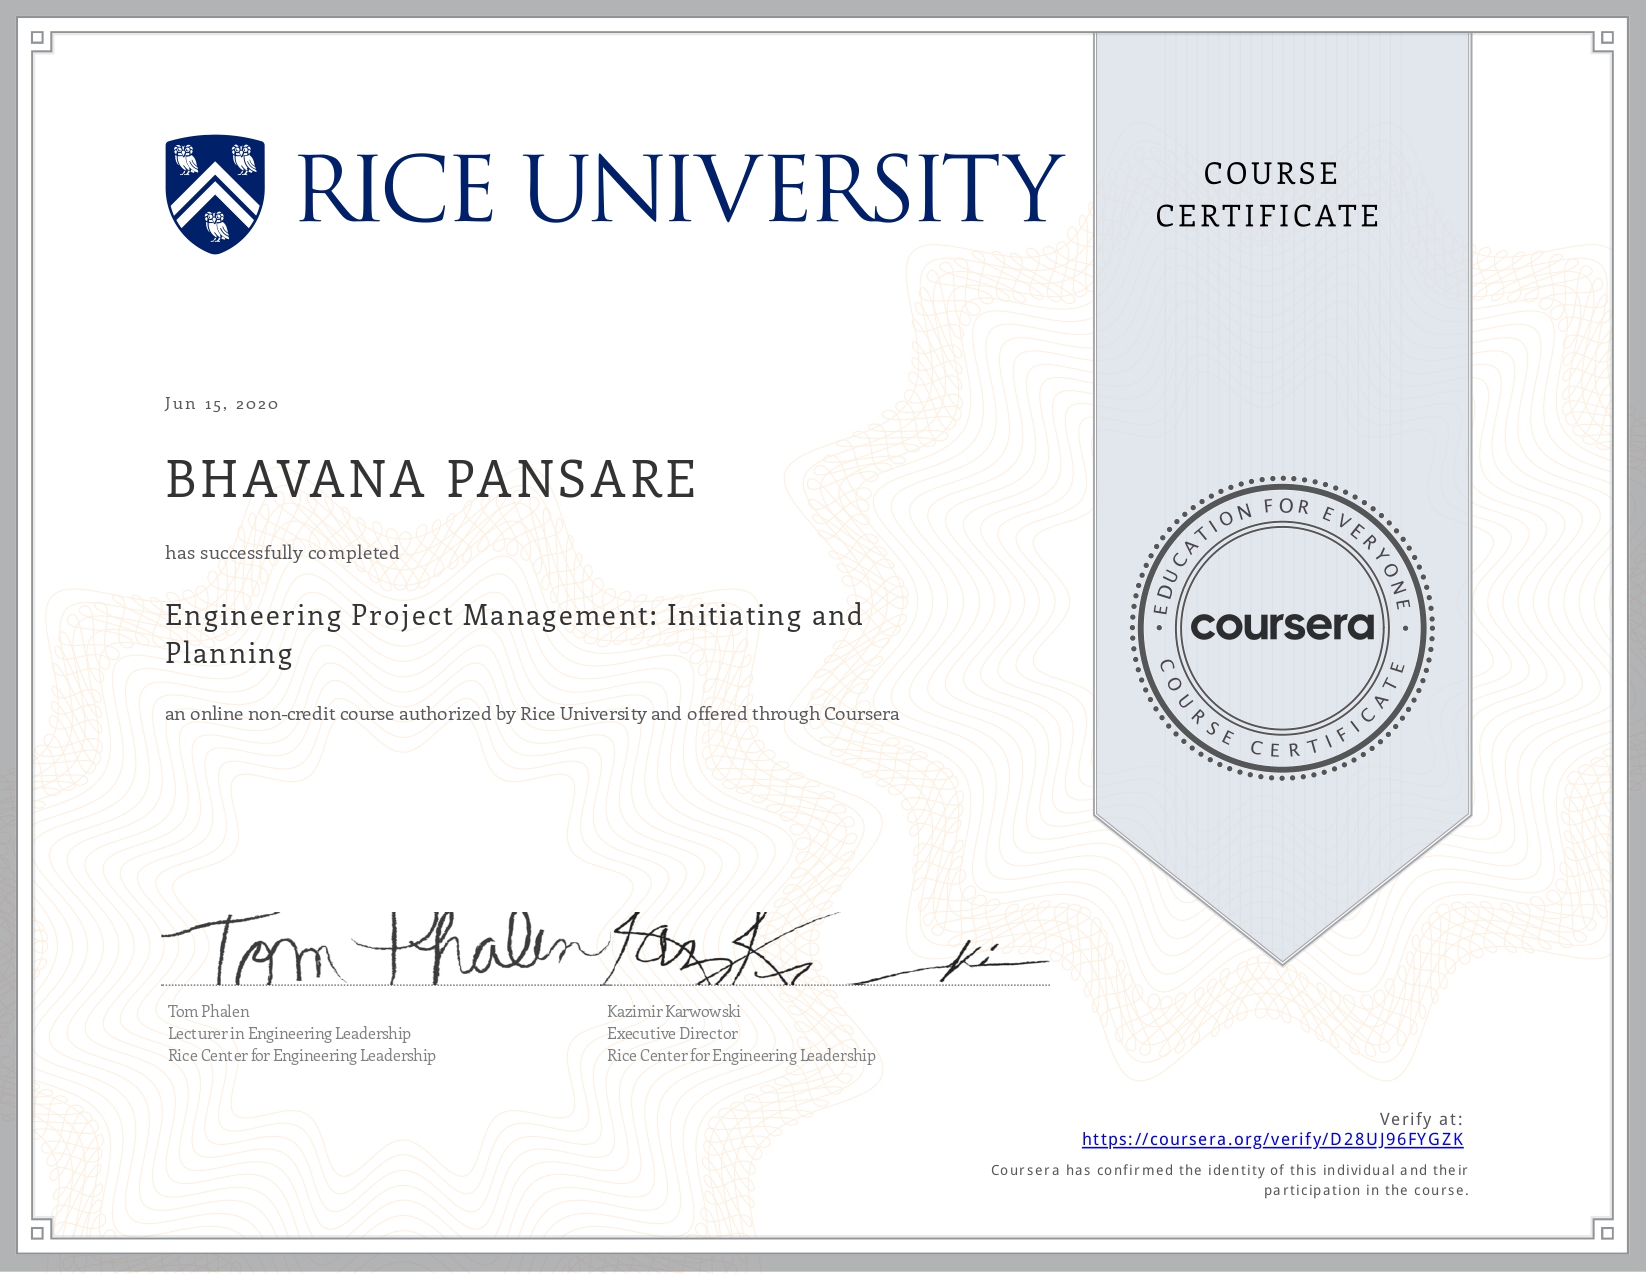 RICE UNIVERSITY
COURSE
CERTIFICATE
Jun 15, 2020
BHAVANA PANSARE
has successfully completed
Engineering Project Management: Initiating and
Planning
an online non-credit course authorized by Rice University and offered through Coursera
EDUCATION FOR EVERYONE
coursera
COURSE CERTIFICATE
Tom Phalen
Tom Phalen
Lecturer in Engineering Leadership
Rice Center for Engineering Leadership
Kazimir Karwowski
Executive Director
Rice Center for Engineering Leadership
Verify at:
https://coursera.org/verify/D28UJ96FYGZK
Coursera has confirmed the identity of this individual and their
participation in the course.